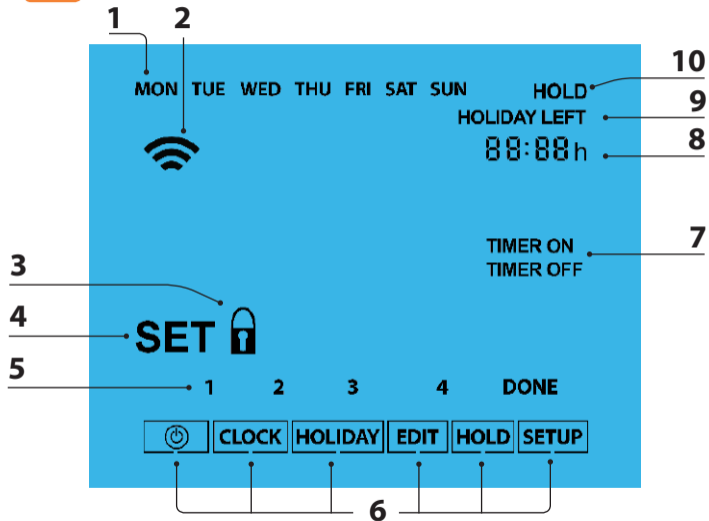 1 2
MON TUE WED THU FRI SAT SUN HOLD 10
HOLIDAY LEFT 9
88:88h 8
TIMER ON 7
TIMER OFF
3
4 SET
5 1 2 3 4 DONE
CLOCK HOLIDAY EDIT HOLD SETUP
6